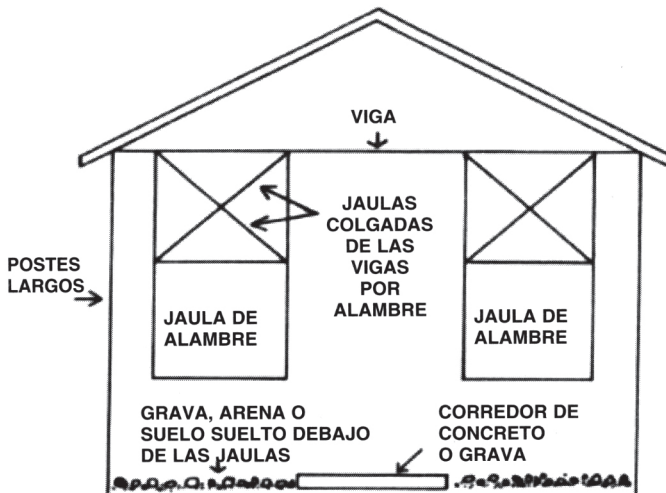 VIGA
JAULAS
COLGADAS
DE LAS
VIGAS
POR
ALAMBRE
POSTES
LARGOS
JAULA DE
ALAMBRE
JAULA DE
ALAMBRE
GRAVA, ARENA O
SUELO SUELTO DEBAJO
DE LAS JAULAS
CORREDOR DE
CONCRETO
O GRAVA